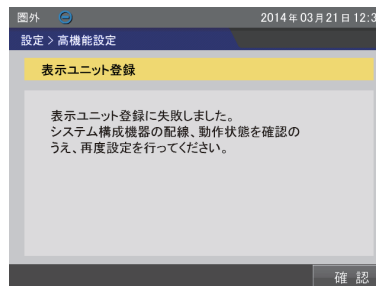 圏外 2014年03月21日 12:3
設定 > 高機能設定
表示ユニット登録
表示ユニット登録に失敗しました。
システム構成機器の配線、動作状態を確認の
うえ、再度設定を行ってください。
確 認